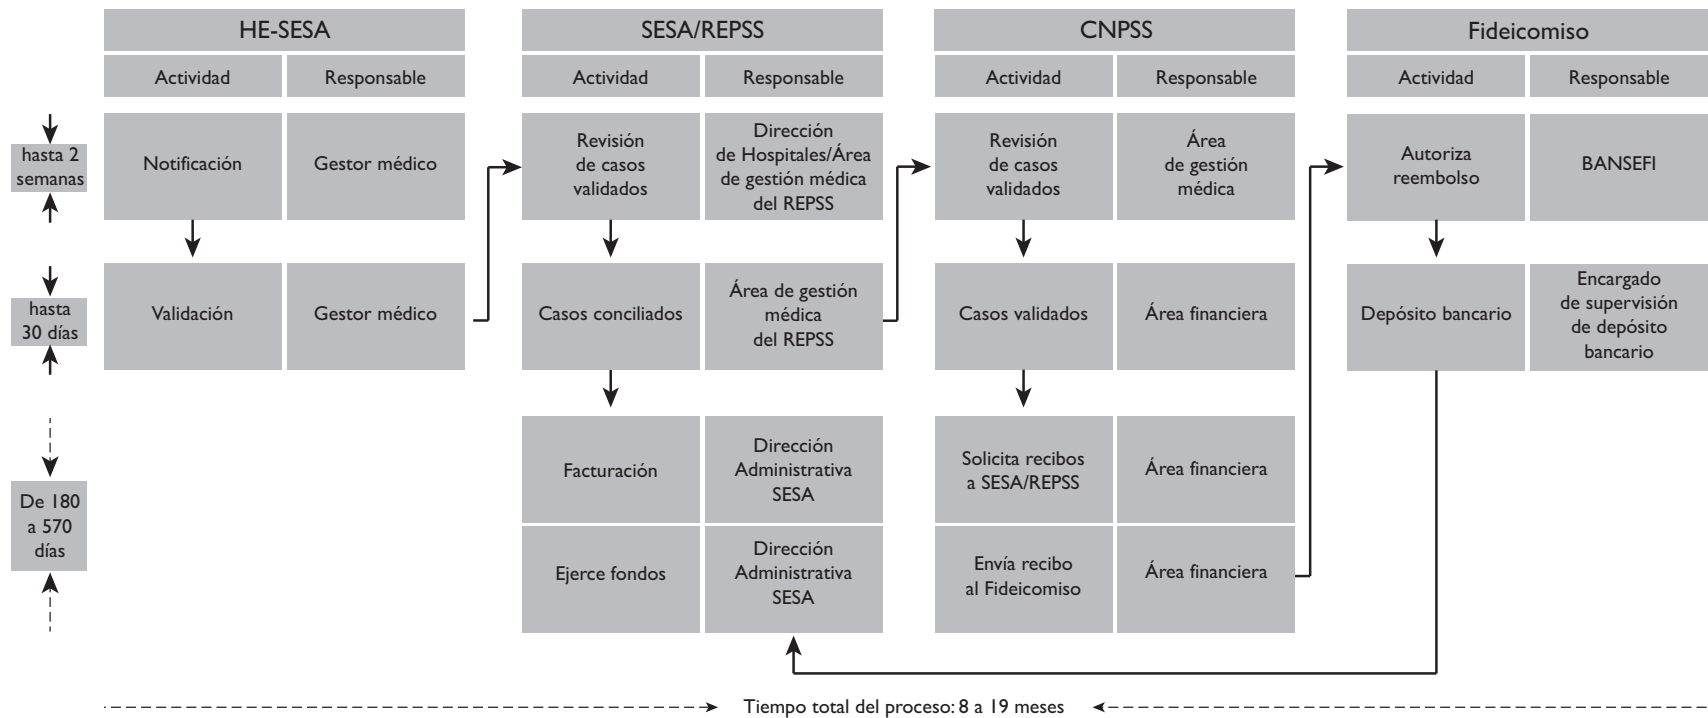 HE-SESA
SESA/REPSS
CNPSS
Fideicomiso
Actividad
Responsable
Actividad
Responsable
Actividad
Responsable
Actividad
Responsable
hasta 2
semanas
Notificación
Gestor médico
Revisión
de casos
validados
Dirección
de Hospitales/Área
de gestión médica
del REPSS
Revisión
de casos
validados
Área
de gestión
médica
Autoriza
reembolso
BANSEFI
hasta
30 días
Validación
Gestor médico
Casos conciliados
Área de gestión
médica
del REPSS
Casos validados
Área financiera
Depósito bancario
Encargado
de supervisión
de depósito
bancario
De 180
a 570
días
Facturación
Dirección
Administrativa
SESA
Solicita recibos
a SESA/REPSS
Área financiera
Ejerce fondos
Dirección
Administrativa
SESA
Envía recibo
al Fideicomiso
Área financiera
Tiempo total del proceso: 8 a 19 meses